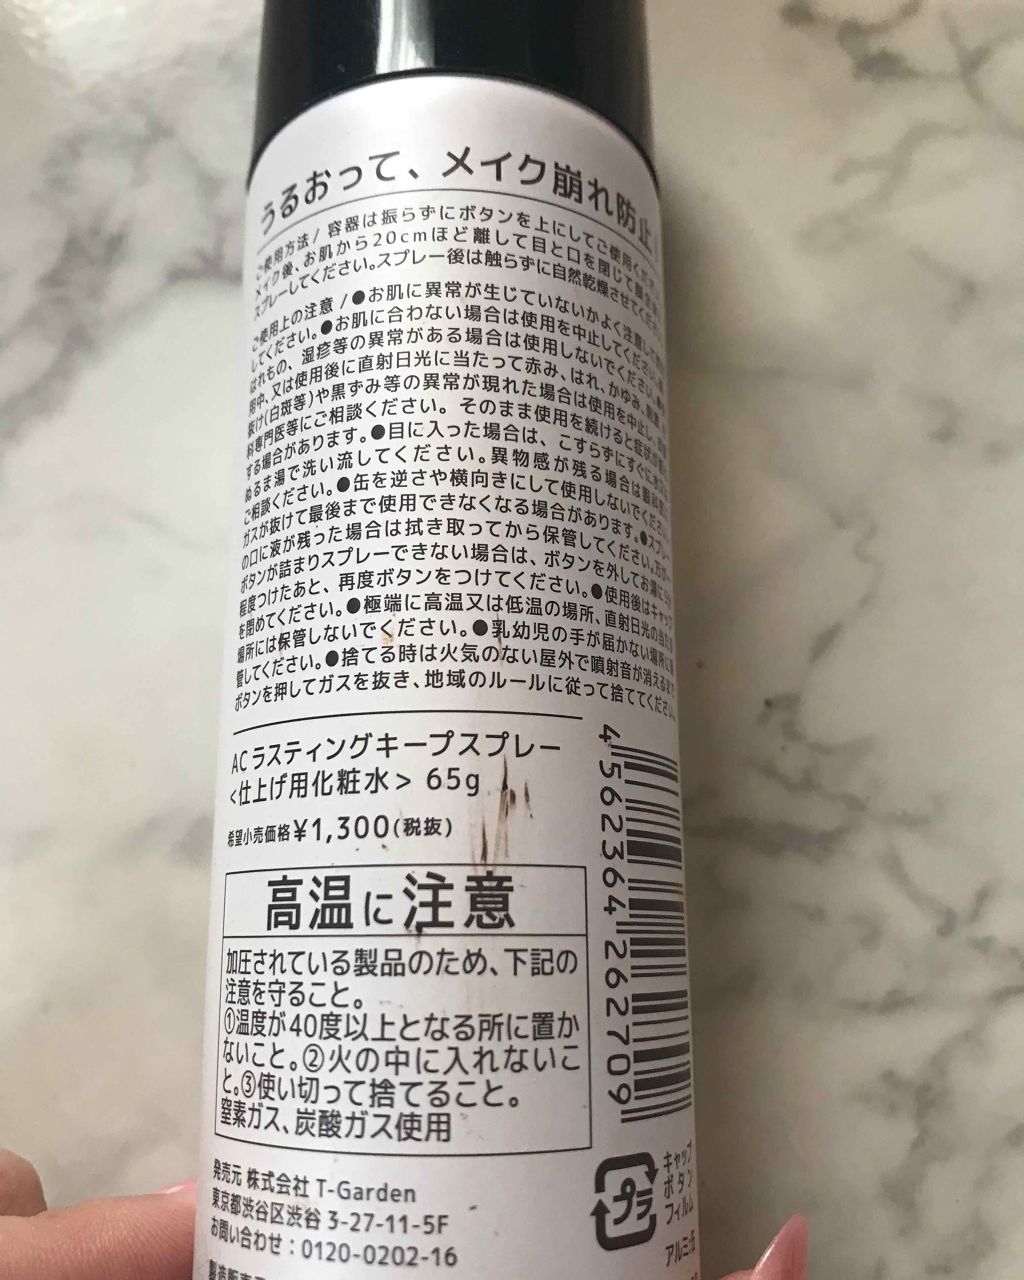 うるおって、メイク崩れ防止
ご使用方法/ 容器は振らずにボタンを上にしてご使用ください
メイク後、お肌から20cmほど離して目と口を閉じて顔全
スプレーしてください。スプレー後は触らずに自然乾燥させてくだ
ご使用上の注意 /●お肌に異常が生じていないかよく注意して
してください。●お肌に合わない場合は使用を中止してください。
はれもの、湿疹等の異常がある場合は使用しないでください。
用中、又は使用後に直射日光に当たって赤み、はれ、かゆみ、刺激
抜け(白斑等)や黒ずみ等の異常が現れた場合は使用を中止し、
科専門医等にご相談ください。そのまま使用を続けると症状
する場合があります。●目に入った場合は、こすらずにすぐに
ぬるま湯で洗い流してください。異物感が残る場合は眼科
ご相談ください。●缶を逆さや横向きにして使用しないでくだ
ガスが抜けて最後まで使用できなくなる場合があります。●スプレー
の口に液が残った場合は拭き取ってから保管してください。万が一
ボタンが詰まりスプレーできない場合は、ボタンを外してお湯に
程度つけたあと、再度ボタンをつけてください。●使用後はキャップ
を閉めてください。●極端に高温又は低温の場所、直射日光の当たる
場所には保管しないでください。●乳幼児の手が届かない場所に
管してください。●捨てる時は火気のない屋外で噴射音が消えるまで
ボタンを押してガスを抜き、地域のルールに従って捨ててください。
ACラスティングキープスプレー
<仕上げ用化粧水> 65g
希望小売価格¥1,300(税抜)
高温に注意
加圧されている製品のため、下記の
注意を守ること。
①温度が40度以上となる所に置か
ないこと。②火の中に入れないこ
と。③使い切って捨てること。
窒素ガス、炭酸ガス使用
4 562364 262709
発売元 株式会社 T-Garden
東京都渋谷区渋谷 3-27-11-5F
お問い合わせ：0120-0202-16
プラ
キャップ
ボタン
フィルム
アルミ缶